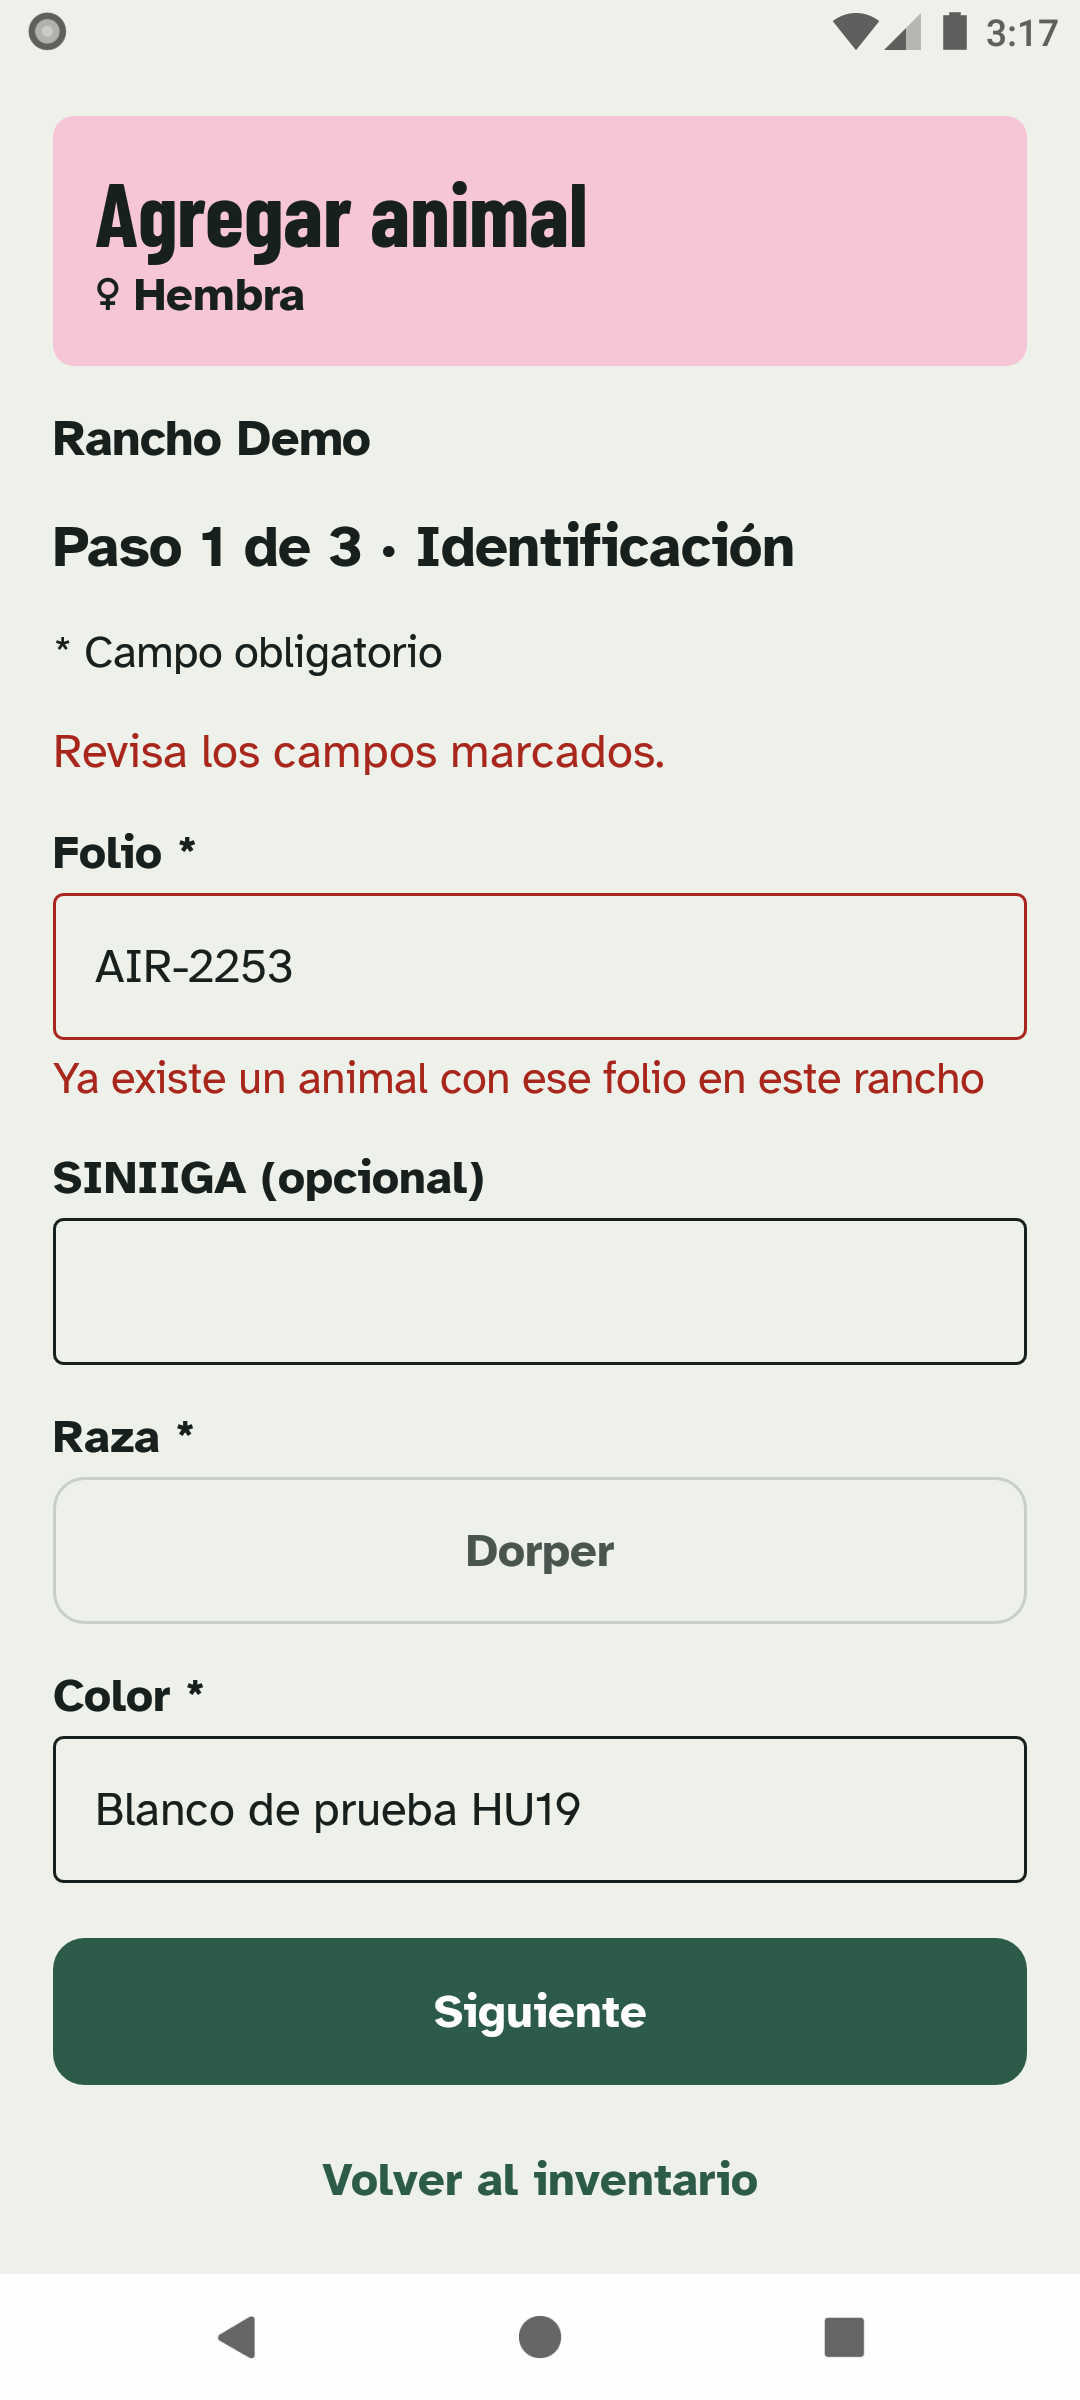 3:17
Agregar animal
♀ Hembra
Rancho Demo
Paso 1 de 3 · Identificación
* Campo obligatorio
Revisa los campos marcados.
Folio *
AIR-2253
Ya existe un animal con ese folio en este rancho
SINIIGA (opcional)
Raza *
Dorper
Color *
Blanco de prueba HU19
Siguiente
Volver al inventario